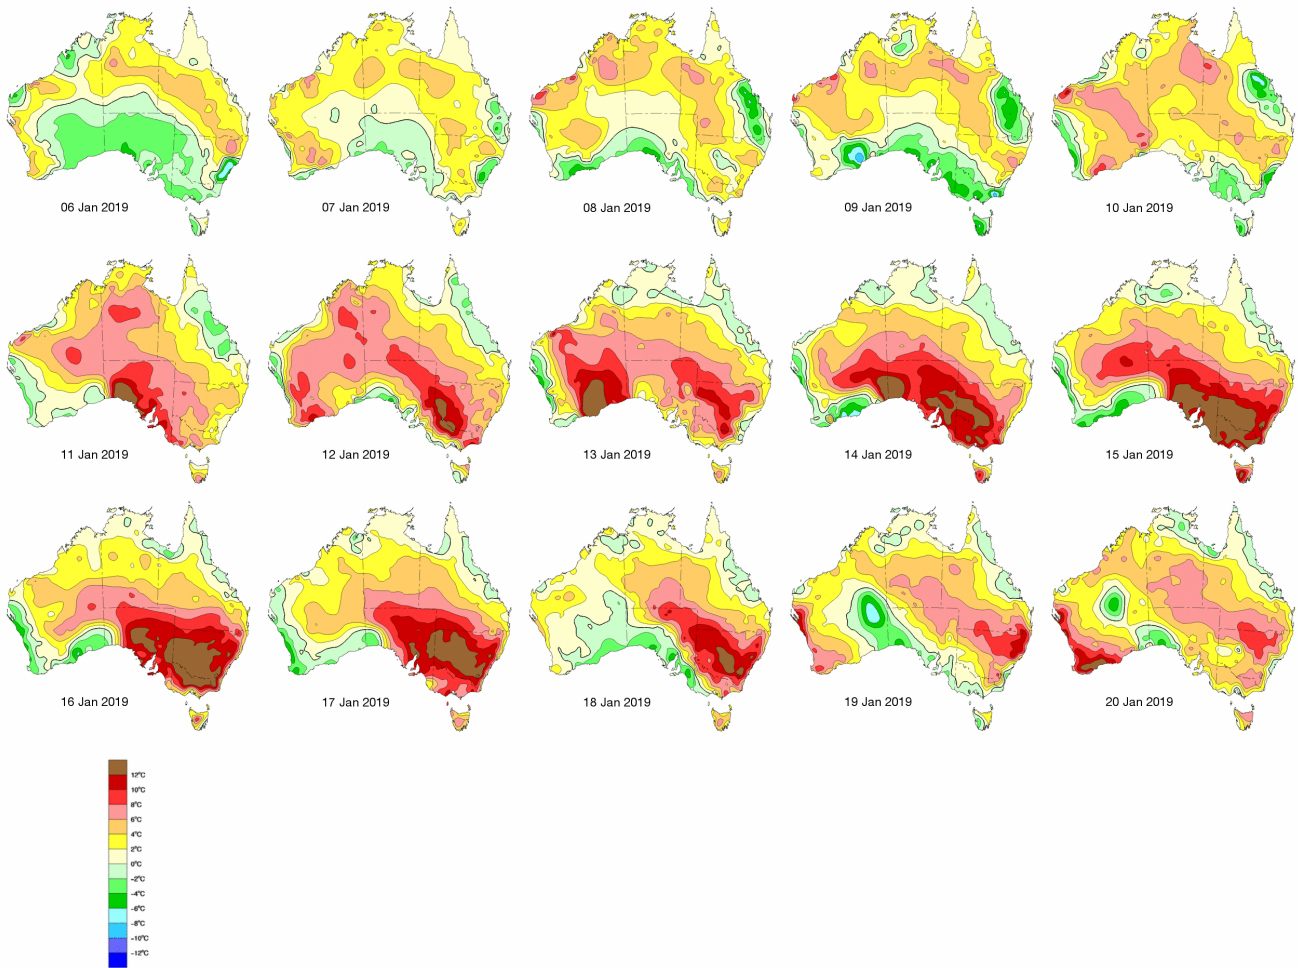 06 Jan 2019
07 Jan 2019
08 Jan 2019
09 Jan 2019
10 Jan 2019
11 Jan 2019
12 Jan 2019
13 Jan 2019
14 Jan 2019
15 Jan 2019
16 Jan 2019
17 Jan 2019
18 Jan 2019
19 Jan 2019
20 Jan 2019
12°C
10°C
8°C
6°C
4°C
2°C
0°C
-2°C
-4°C
-6°C
-8°C
-10°C
-12°C